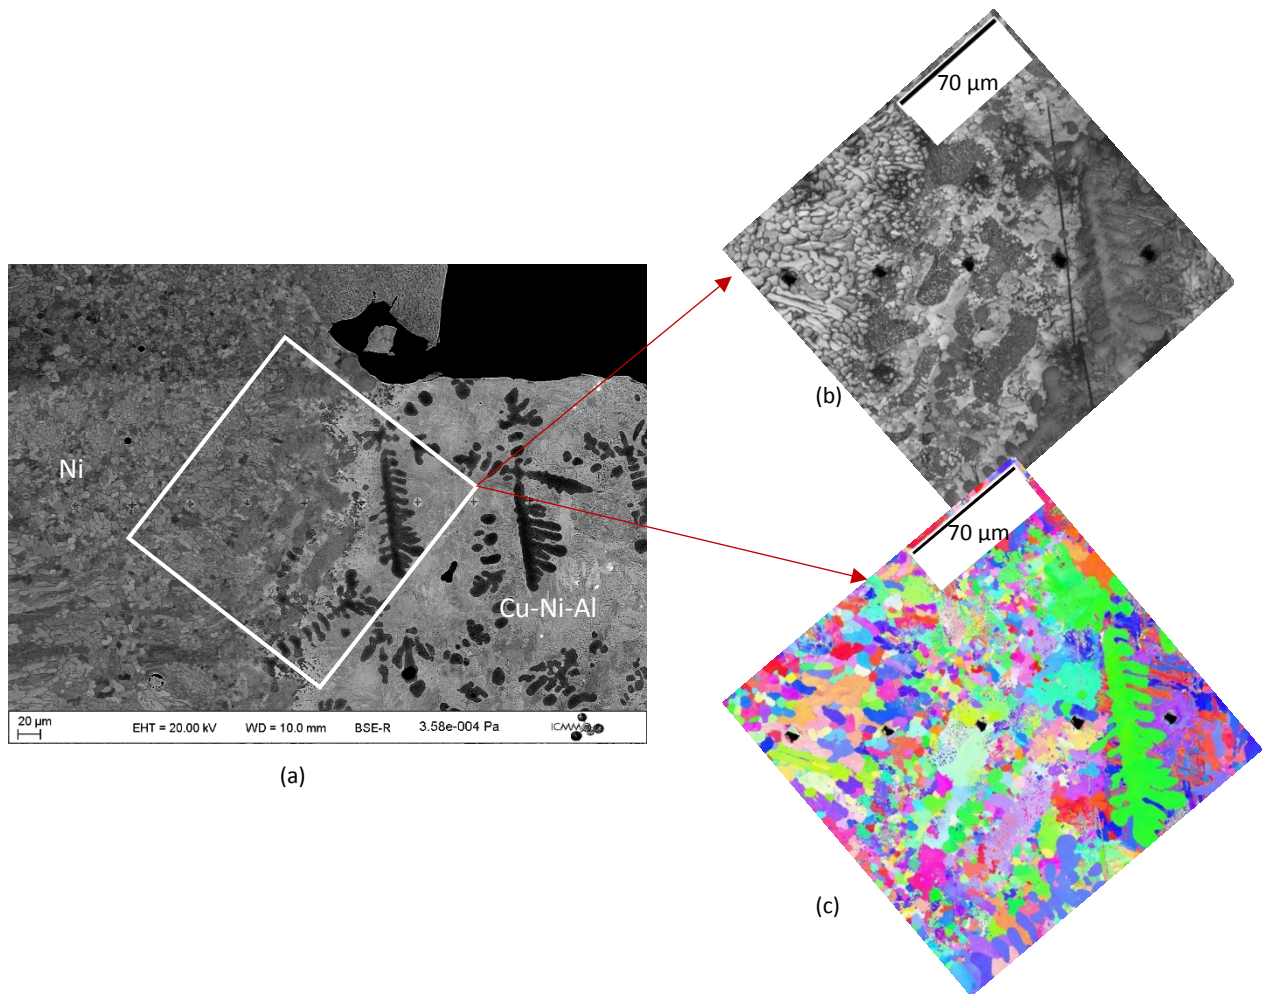 70 µm
(b)
Ni
Cu-Ni-Al
20 µm
EHT = 20.00 kV
WD = 10.0 mm
BSE-R
3.58e-004 Pa
ICMM
(a)
70 µm
(c)